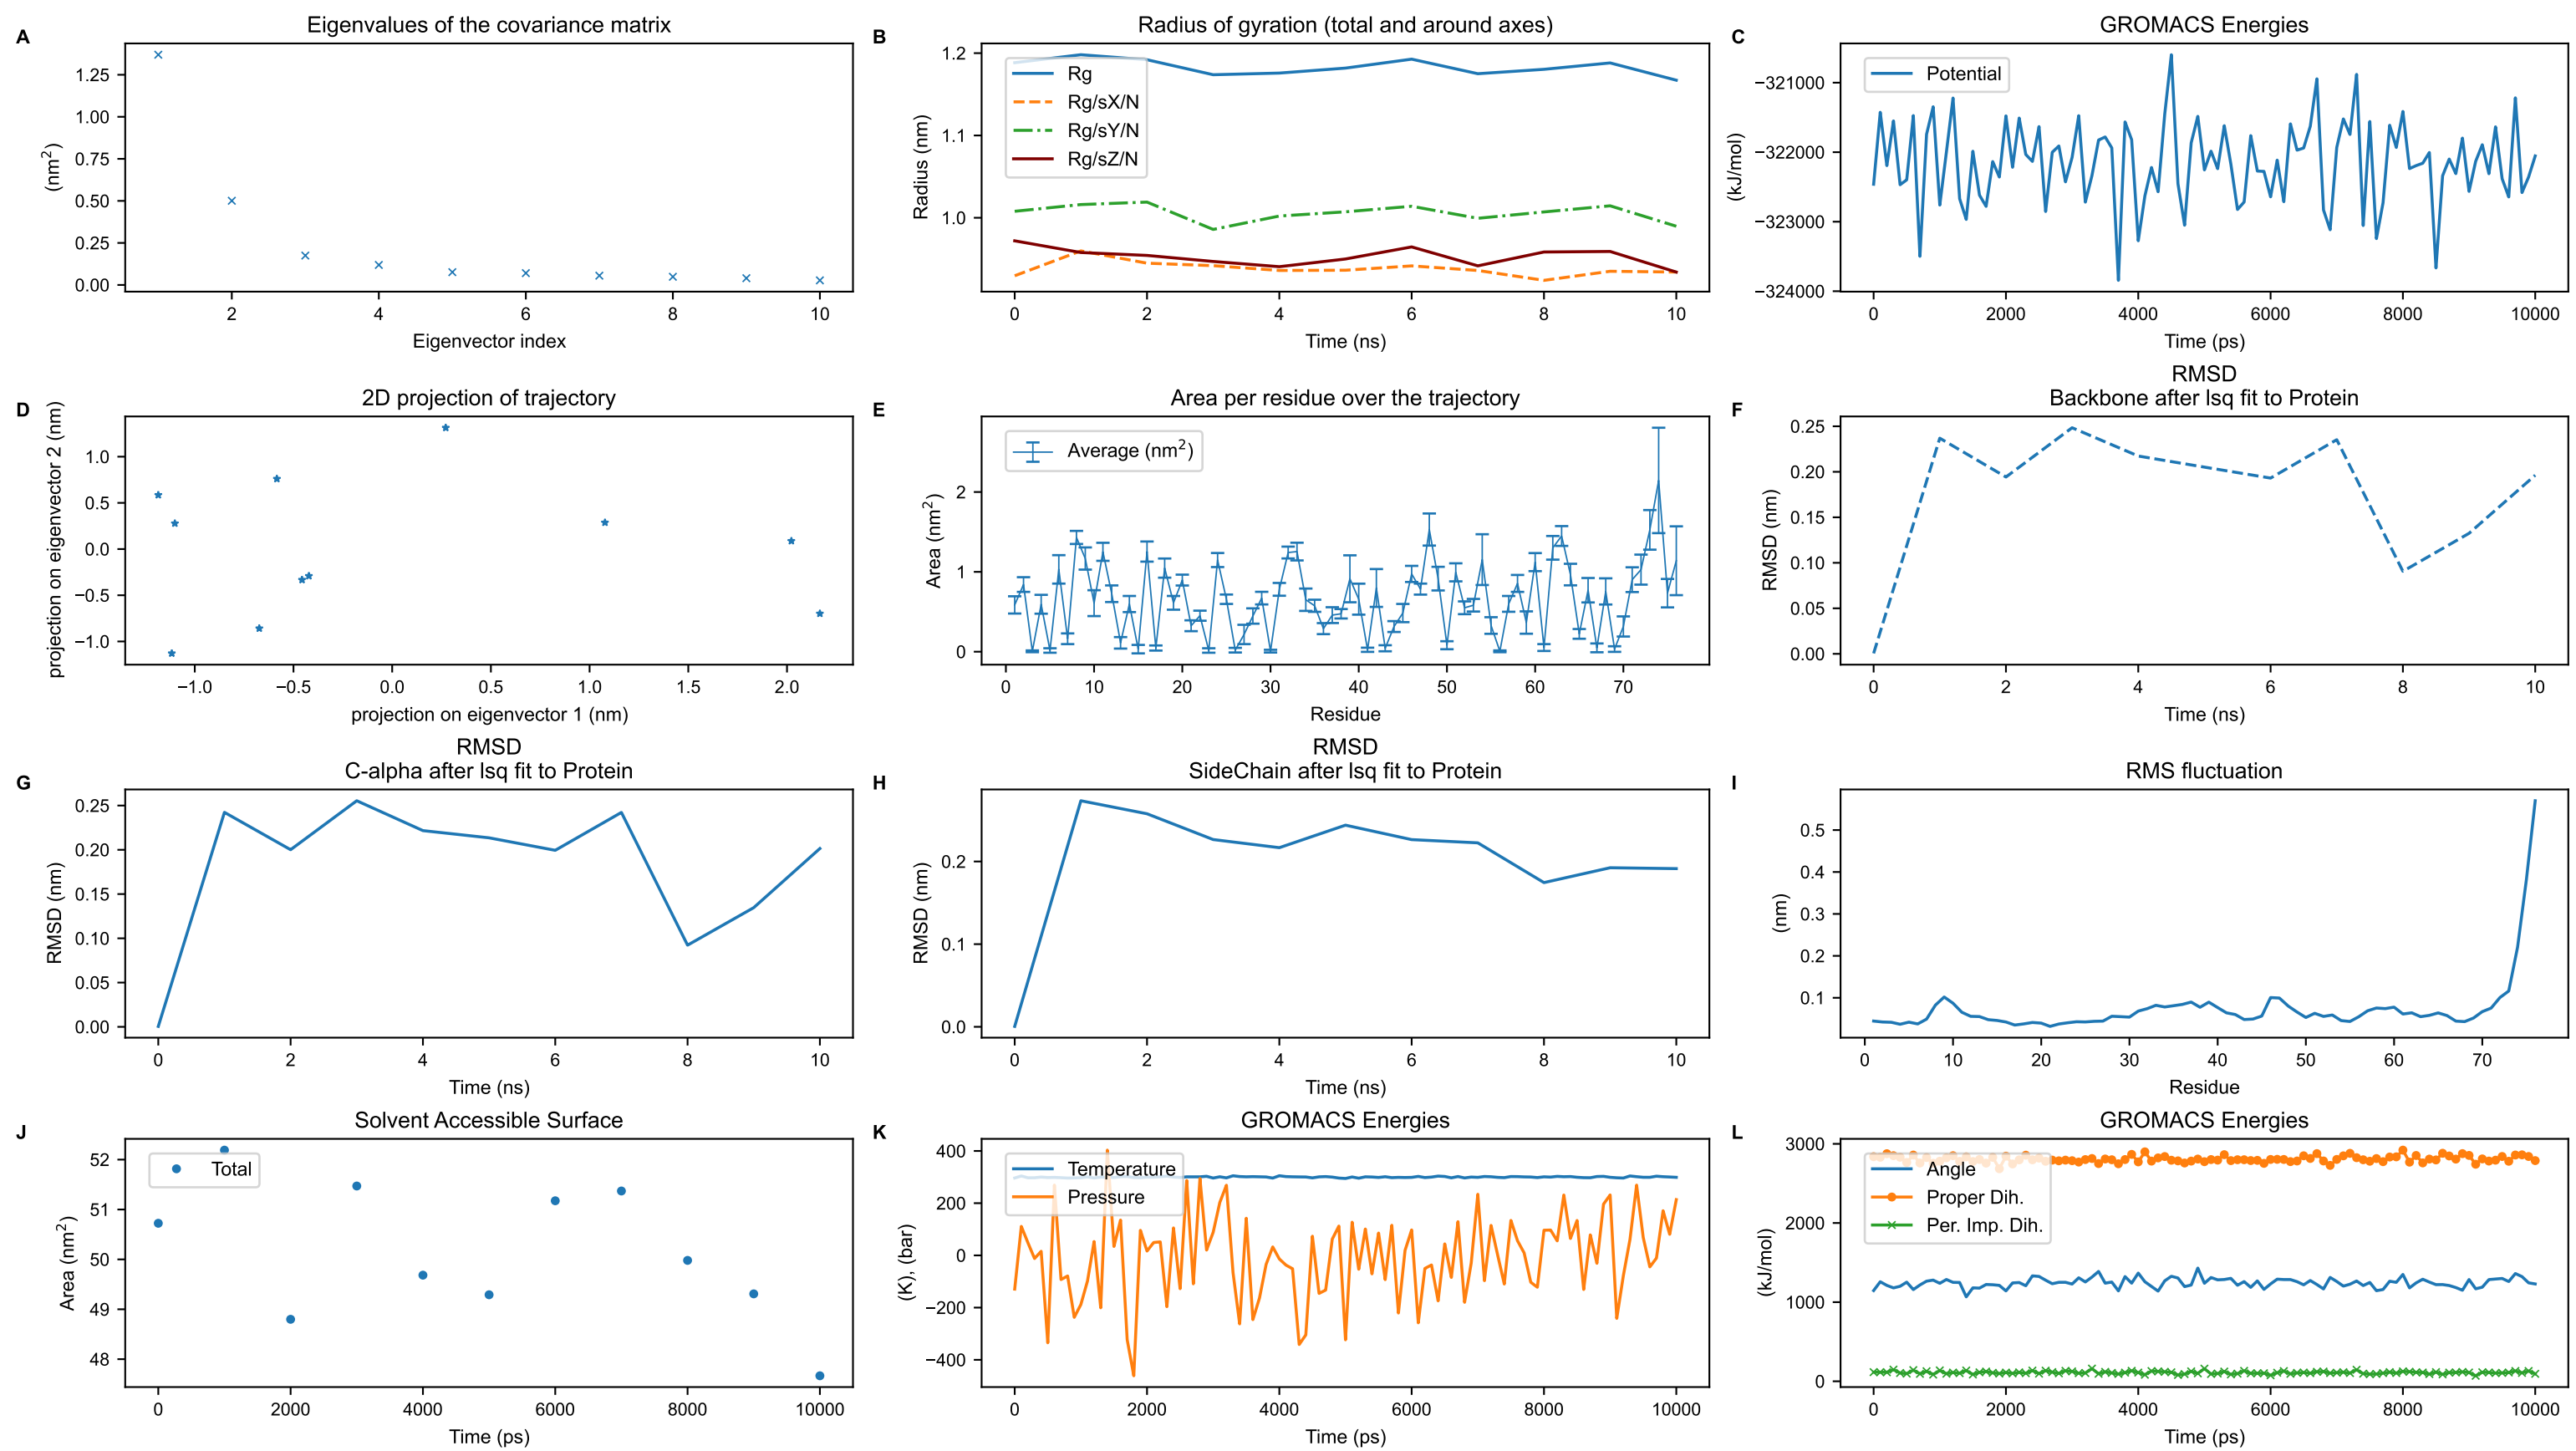 A
Eigenvalues of the covariance matrix
1.25
1.00
0.75
0.50
0.25
0.00
(nm²)
2 4 6 8 10
Eigenvector index
B
Radius of gyration (total and around axes)
1.2
1.1
1.0
Radius (nm)
Rg
Rg/sX/N
Rg/sY/N
Rg/sZ/N
0 2 4 6 8 10
Time (ns)
C
GROMACS Energies
−321000
−322000
−323000
−324000
(kJ/mol)
Potential
0 2000 4000 6000 8000 10000
Time (ps)
D
2D projection of trajectory
1.0
0.5
0.0
−0.5
−1.0
projection on eigenvector 2 (nm)
−1.0 −0.5 0.0 0.5 1.0 1.5 2.0
projection on eigenvector 1 (nm)
E
Area per residue over the trajectory
2
1
0
Area (nm²)
Average (nm²)
0 10 20 30 40 50 60 70
Residue
F
RMSD
Backbone after lsq fit to Protein
0.25
0.20
0.15
0.10
0.05
0.00
RMSD (nm)
0 2 4 6 8 10
Time (ns)
G
RMSD
C-alpha after lsq fit to Protein
0.25
0.20
0.15
0.10
0.05
0.00
RMSD (nm)
0 2 4 6 8 10
Time (ns)
H
RMSD
SideChain after lsq fit to Protein
0.2
0.1
0.0
RMSD (nm)
0 2 4 6 8 10
Time (ns)
I
RMS fluctuation
0.5
0.4
0.3
0.2
0.1
(nm)
0 10 20 30 40 50 60 70
Residue
J
Solvent Accessible Surface
52
51
50
49
48
Area (nm²)
Total
0 2000 4000 6000 8000 10000
Time (ps)
K
GROMACS Energies
400
200
0
−200
−400
(K), (bar)
Temperature
Pressure
0 2000 4000 6000 8000 10000
Time (ps)
L
GROMACS Energies
3000
2000
1000
0
(kJ/mol)
Angle
Proper Dih.
Per. Imp. Dih.
0 2000 4000 6000 8000 10000
Time (ps)